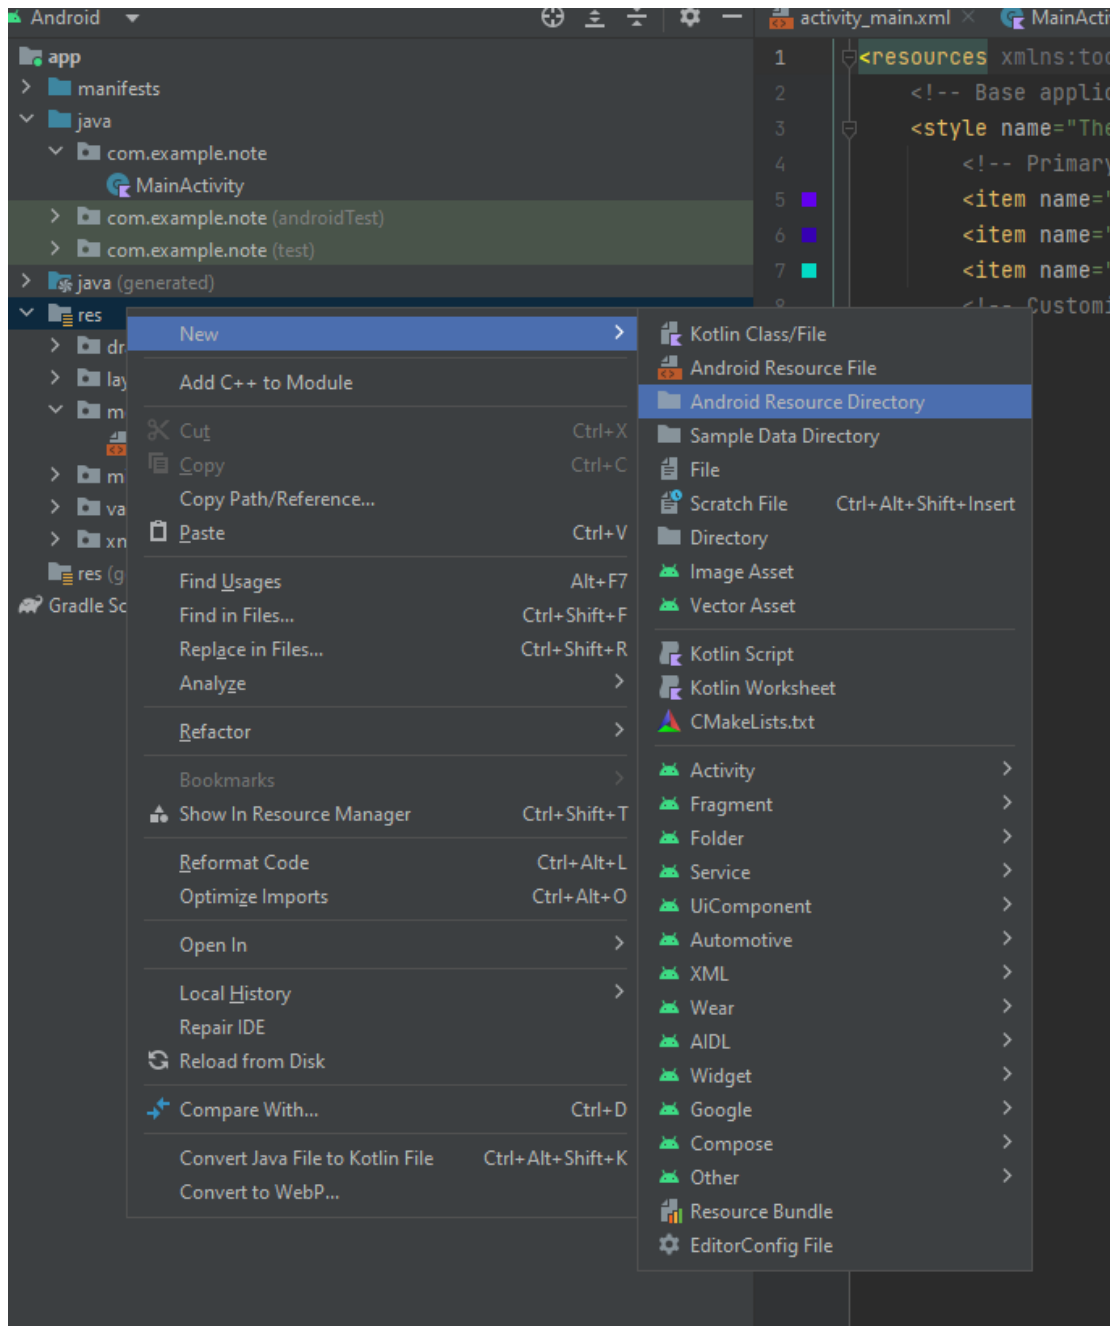 Android
activity_main.xml
MainActi
app
manifests
java
com.example.note
MainActivity
com.example.note (androidTest)
com.example.note (test)
java (generated)
res
dr
lay
m
m
va
xn
res (g
Gradle Sc
1
2
3
4
5
6
7
8
<resources xmlns:too
<!-- Base applic
<style name="The
<!-- Primary
<item name="
<item name="
<item name="
<!-- Customi
New
Add C++ to Module
Cut Ctrl+X
Copy Ctrl+C
Copy Path/Reference...
Paste Ctrl+V
Find Usages Alt+F7
Find in Files... Ctrl+Shift+F
Replace in Files... Ctrl+Shift+R
Analyze
Refactor
Bookmarks
Show In Resource Manager Ctrl+Shift+T
Reformat Code Ctrl+Alt+L
Optimize Imports Ctrl+Alt+O
Open In
Local History
Repair IDE
Reload from Disk
Compare With... Ctrl+D
Convert Java File to Kotlin File Ctrl+Alt+Shift+K
Convert to WebP...
Kotlin Class/File
Android Resource File
Android Resource Directory
Sample Data Directory
File
Scratch File Ctrl+Alt+Shift+Insert
Directory
Image Asset
Vector Asset
Kotlin Script
Kotlin Worksheet
CMakeLists.txt
Activity
Fragment
Folder
Service
UiComponent
Automotive
XML
Wear
AIDL
Widget
Google
Compose
Other
Resource Bundle
EditorConfig File